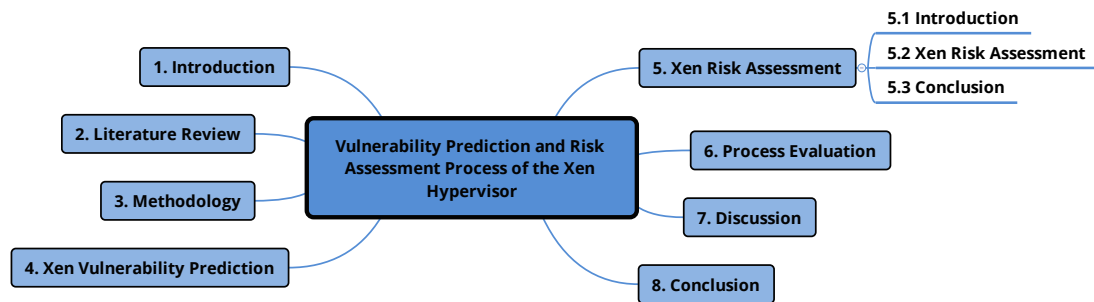 Vulnerability Prediction and Risk
Assessment Process of the Xen
Hypervisor
1. Introduction
2. Literature Review
3. Methodology
4. Xen Vulnerability Prediction
5. Xen Risk Assessment
5.1 Introduction
5.2 Xen Risk Assessment
5.3 Conclusion
6. Process Evaluation
7. Discussion
8. Conclusion